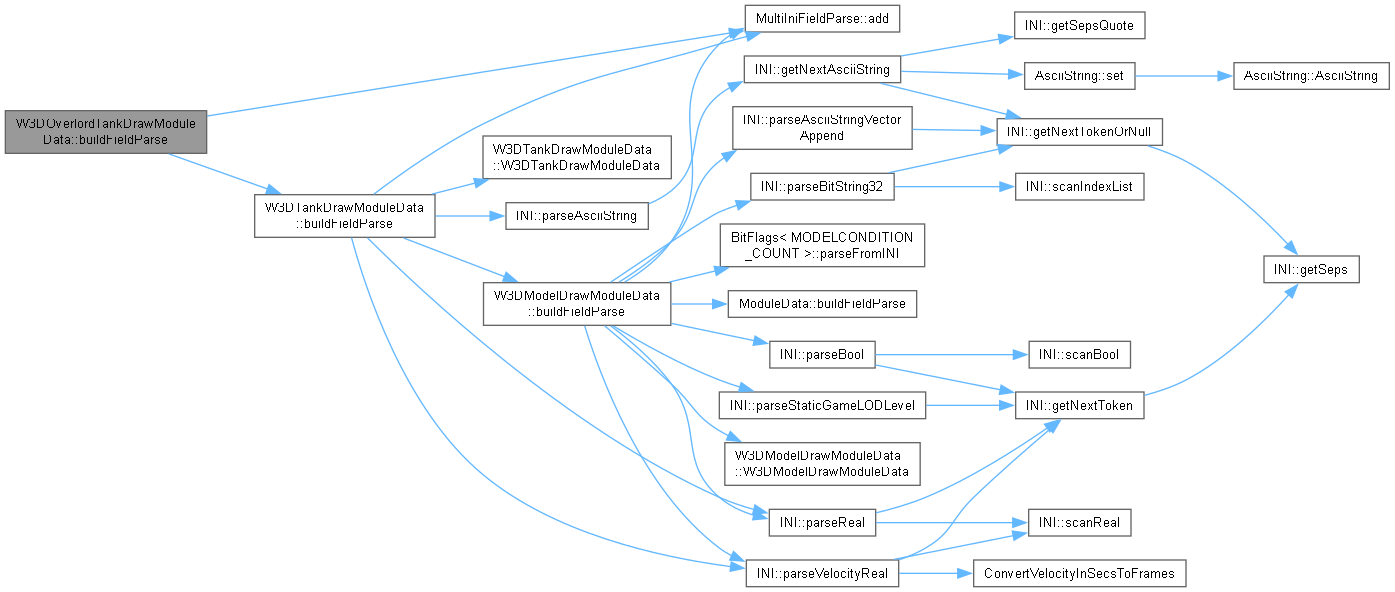 W3DOverlordTankDrawModule
Data::buildFieldParse
W3DTankDrawModuleData
::buildFieldParse
W3DTankDrawModuleData
::W3DTankDrawModuleData
INI::parseAsciiString
W3DModelDrawModuleData
::buildFieldParse
MultiIniFieldParse::add
INI::getNextAsciiString
INI::parseAsciiStringVector
Append
INI::parseBitString32
BitFlags< MODELCONDITION
_COUNT >::parseFromINI
ModuleData::buildFieldParse
INI::parseBool
INI::parseStaticGameLODLevel
W3DModelDrawModuleData
::W3DModelDrawModuleData
INI::parseReal
INI::parseVelocityReal
INI::getSepsQuote
AsciiString::set
INI::getNextTokenOrNull
INI::scanIndexList
INI::scanBool
INI::getNextToken
INI::scanReal
ConvertVelocityInSecsToFrames
AsciiString::AsciiString
INI::getSeps